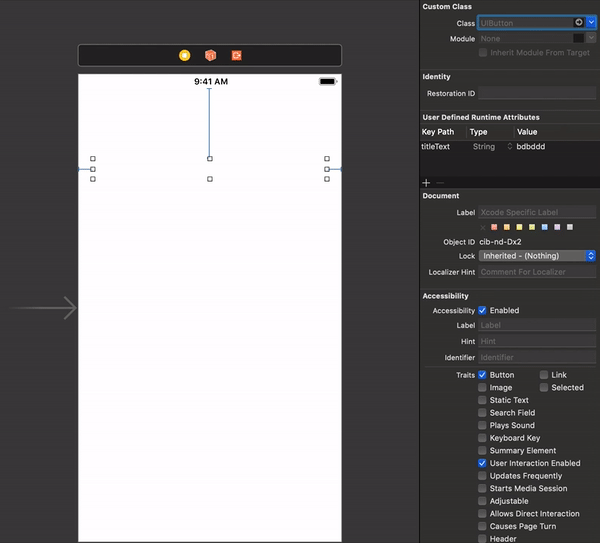 Custom Class
Class UIButton
Module None
Inherit Module From Target
9:41 AM
Identity
Restoration ID
User Defined Runtime Attributes
Key Path Type Value
titleText String bdbddd
Document
Label Xcode Specific Label
Object ID cib-nd-Dx2
Lock Inherited - (Nothing)
Localizer Hint Comment For Localizer
Accessibility
Accessibility Enabled
Label Label
Hint Hint
Identifier Identifier
Traits Button Link
Image Selected
Static Text
Search Field
Plays Sound
Keyboard Key
Summary Element
User Interaction Enabled
Updates Frequently
Starts Media Session
Adjustable
Allows Direct Interaction
Causes Page Turn
Header